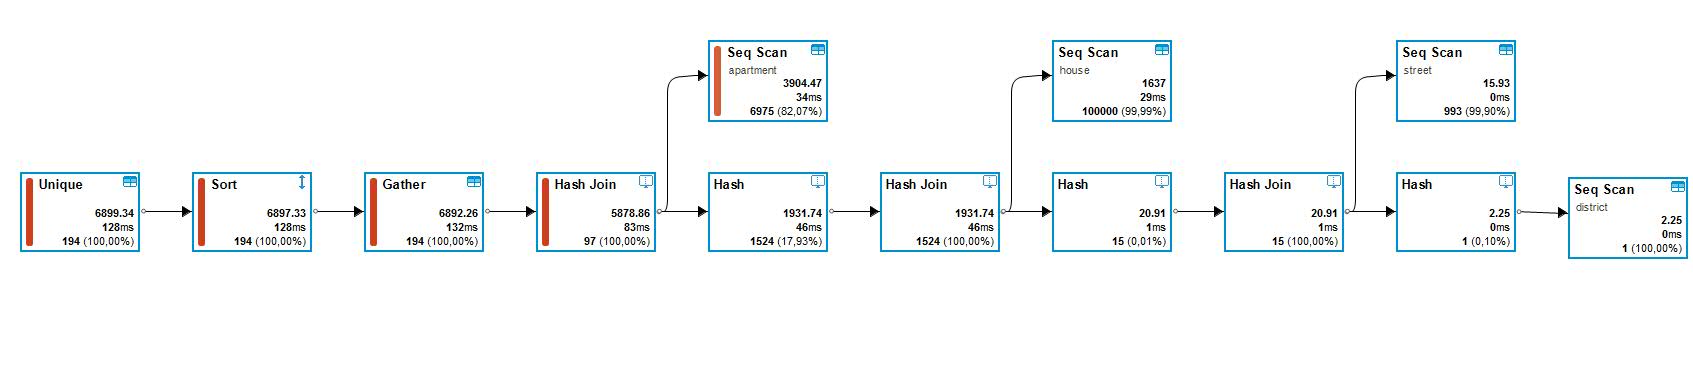 Seq Scan
apartment
3904.47
34ms
6975 (82,07%)
Seq Scan
house
1637
29ms
100000 (99,99%)
Seq Scan
street
15.93
0ms
993 (99,90%)
Unique
6899.34
128ms
194 (100,00%)
Sort
6897.33
128ms
194 (100,00%)
Gather
6892.26
132ms
194 (100,00%)
Hash Join
5878.86
83ms
97 (100,00%)
Hash
1931.74
46ms
1524 (17,93%)
Hash Join
1931.74
46ms
1524 (100,00%)
Hash
20.91
1ms
15 (0,01%)
Hash Join
20.91
1ms
15 (100,00%)
Hash
2.25
0ms
1 (0,10%)
Seq Scan
district
2.25
0ms
1 (100,00%)